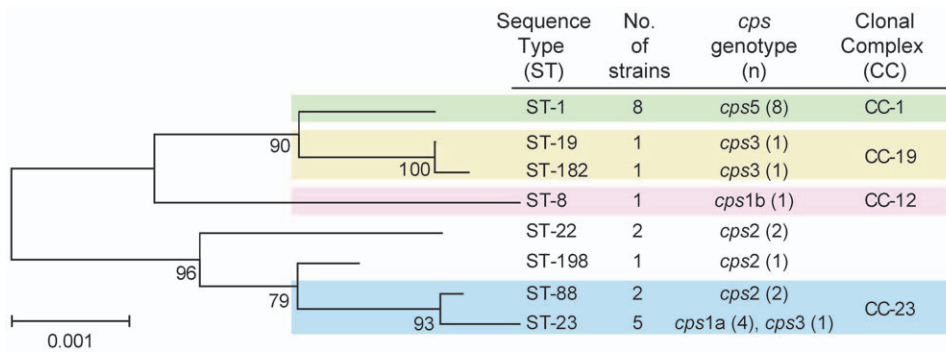 Sequence Type (ST) No. of strains cps genotype (n) Clonal Complex (CC)
ST-1 8 cps5 (8) CC-1
90
ST-19 1 cps3 (1)
CC-19
100
ST-182 1 cps3 (1)
ST-8 1 cps1b (1) CC-12
ST-22 2 cps2 (2)
96
ST-198 1 cps2 (1)
79
ST-88 2 cps2 (2)
CC-23
93
ST-23 5 cps1a (4), cps3 (1)
0.001